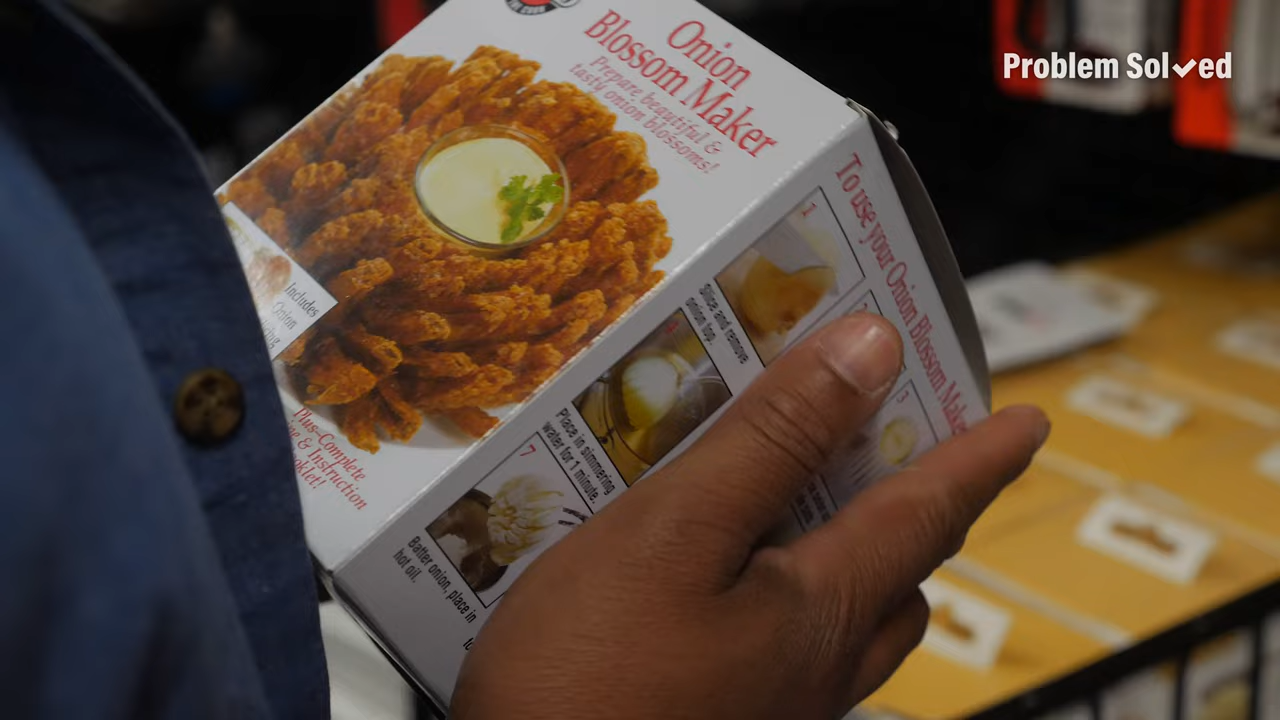 Problem Solved
Onion
Blossom Maker
Prepare beautiful &
tasty onion blossoms!
Includes
Onion
Plus-Complete
& Instruction
To use your Onion Blossom Maker
1
Slice and remove
onion top.
3
Place in simmering
water for 1 minute.
7
Batter onion, place in
hot oil.